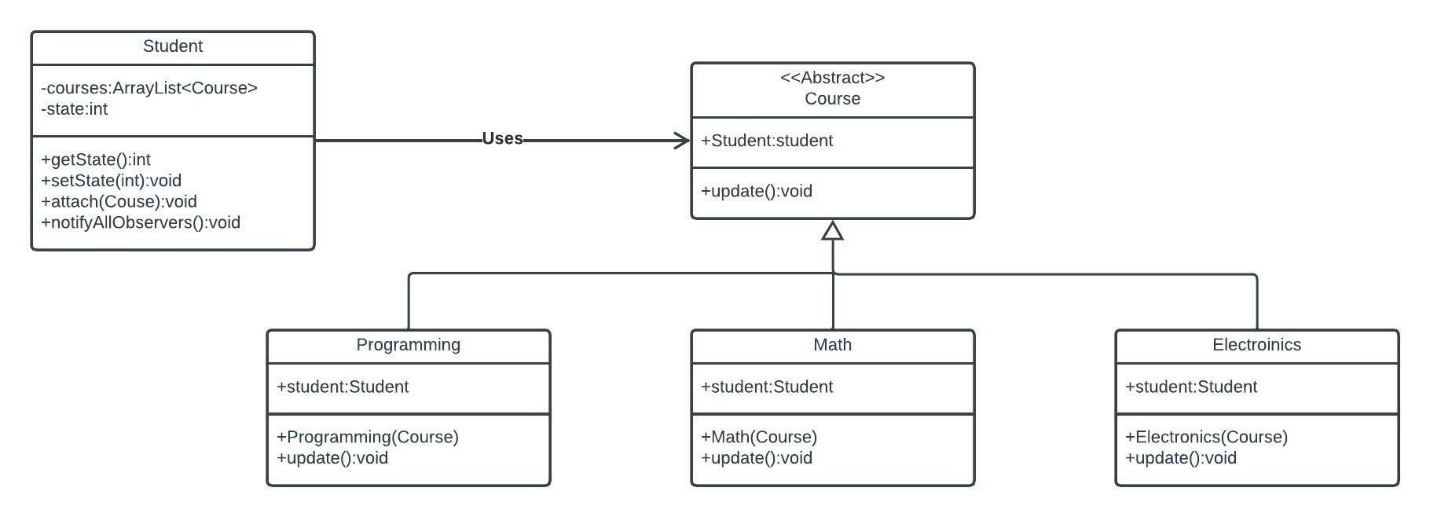 Student
-courses:ArrayList<Course>
-state:int
+getState():int
+setState(int):void
+attach(Couse):void
+notifyAllObservers():void
Uses
<<Abstract>>
Course
+Student:student
+update():void
Programming
+student:Student
+Programming(Course)
+update():void
Math
+student:Student
+Math(Course)
+update():void
Electroinics
+student:Student
+Electronics(Course)
+update():void